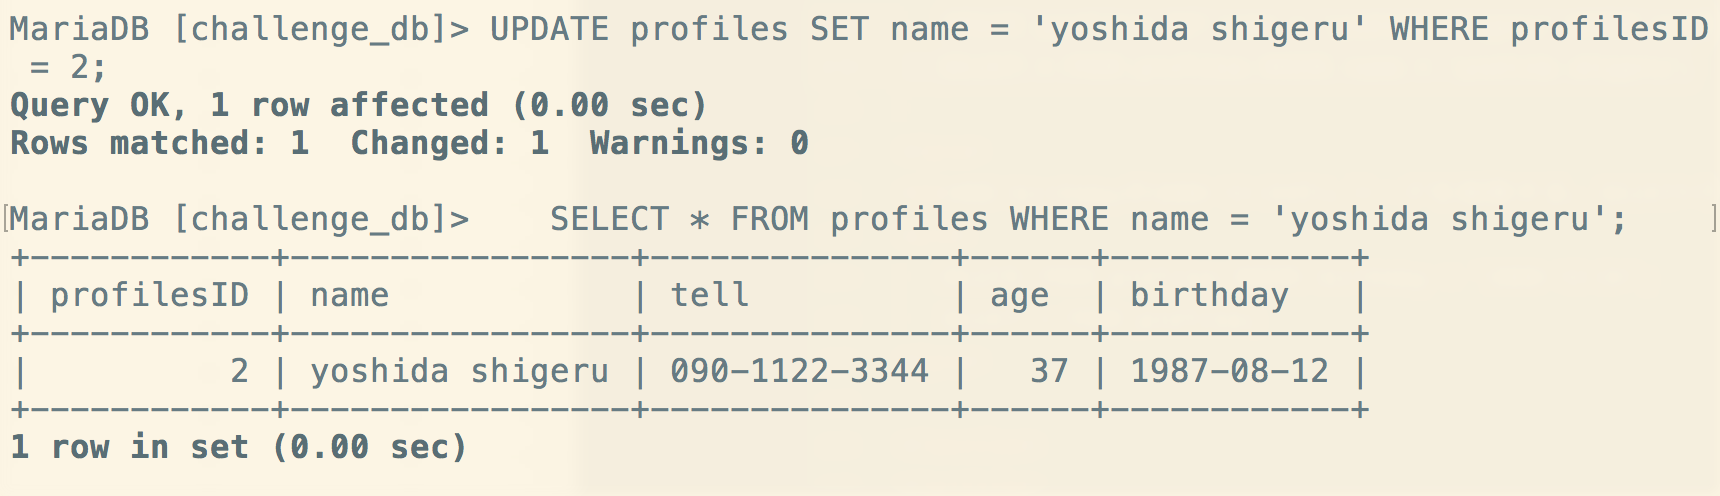 MariaDB [challenge_db]> UPDATE profiles SET name = 'yoshida shigeru' WHERE profilesID
 = 2;
Query OK, 1 row affected (0.00 sec)
Rows matched: 1  Changed: 1  Warnings: 0

[MariaDB [challenge_db]>    SELECT * FROM profiles WHERE name = 'yoshida shigeru';    ]
+------------+-----------------+---------------+------+------------+
| profilesID | name            | tell          | age  | birthday   |
+------------+-----------------+---------------+------+------------+
|          2 | yoshida shigeru | 090-1122-3344 |   37 | 1987-08-12 |
+------------+-----------------+---------------+------+------------+
1 row in set (0.00 sec)